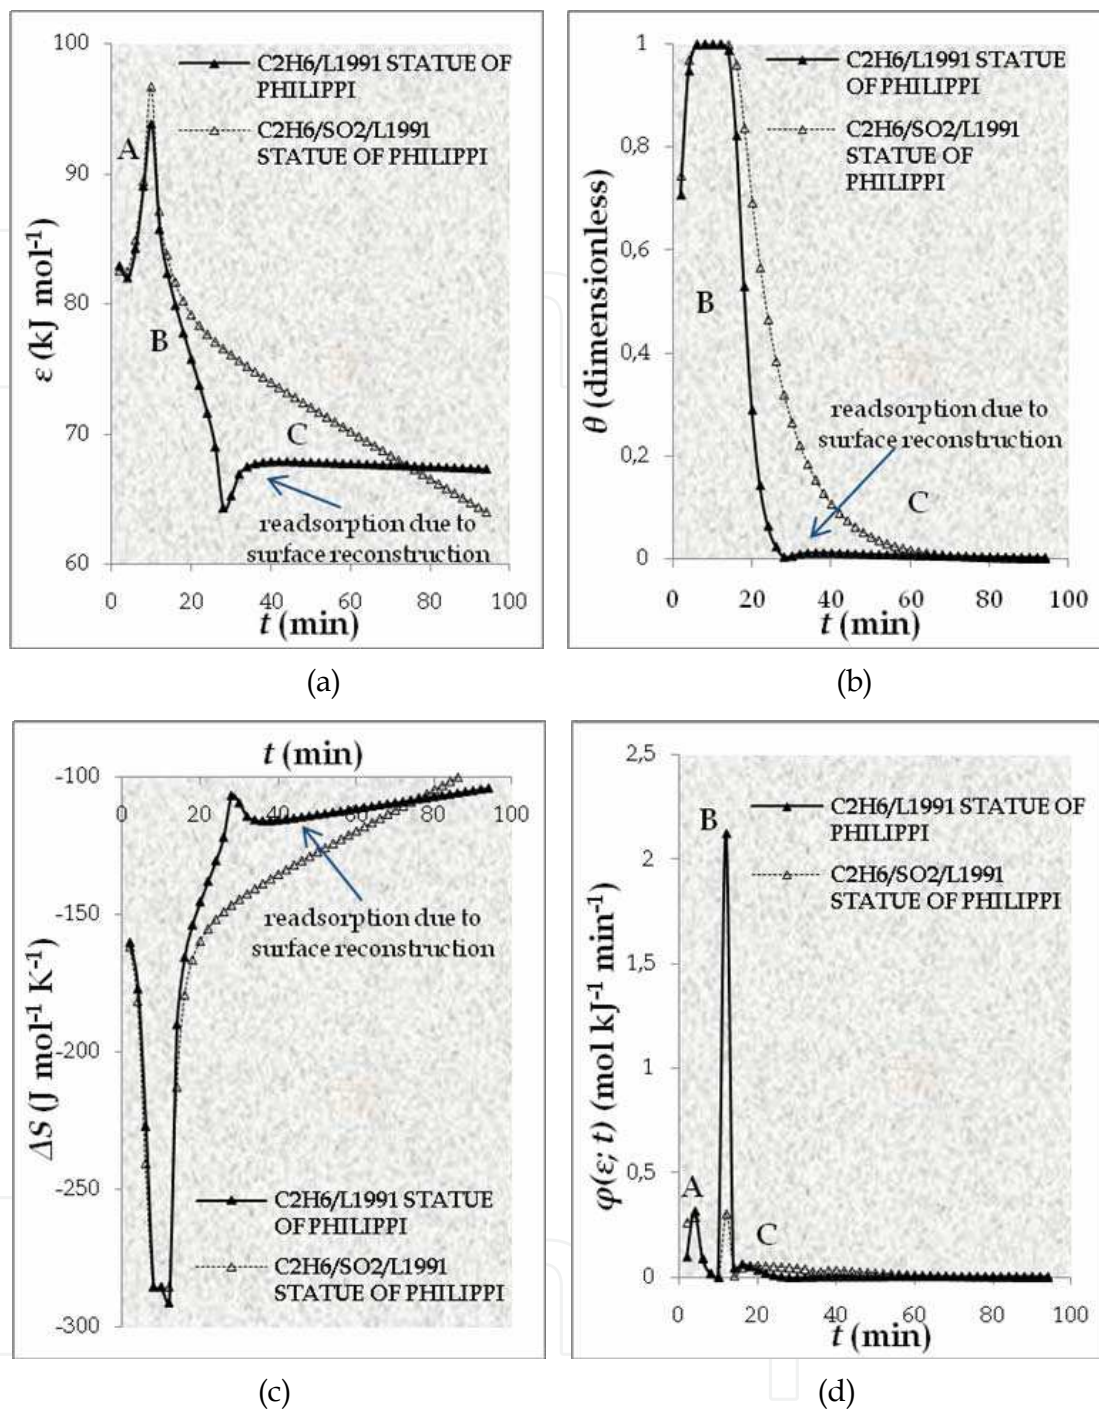 100
90
80
70
60
ε (kJ mol-1)
C2H6/L1991 STATUE OF
PHILIPPI
C2H6/SO2/L1991
STATUE OF PHILIPPI
A
B
C
readsorption due to
surface reconstruction
0 20 40 60 80 100
t (min)
(a)
1
0,8
0,6
0,4
0,2
0
θ (dimensionless)
C2H6/L1991 STATUE
OF PHILIPPI
C2H6/SO2/L1991
STATUE OF
PHILIPPI
B
readsorption due to
surface reconstruction
C
0 20 40 60 80 100
t (min)
(b)
t (min)
-100
-150
-200
-250
-300
ΔS (J mol-1 K-1)
0 20 40 60 80 100
readsorption due to
surface reconstruction
C2H6/L1991 STATUE
OF PHILIPPI
C2H6/SO2/L1991
STATUE OF PHILIPPI
(c)
2,5
2
1,5
1
0,5
0
φ(ε; t) (mol kJ-1 min-1)
C2H6/L1991 STATUE OF
PHILIPPI
C2H6/SO2/L1991
STATUE OF PHILIPPI
B
A
C
0 20 40 60 80 100
t (min)
(d)